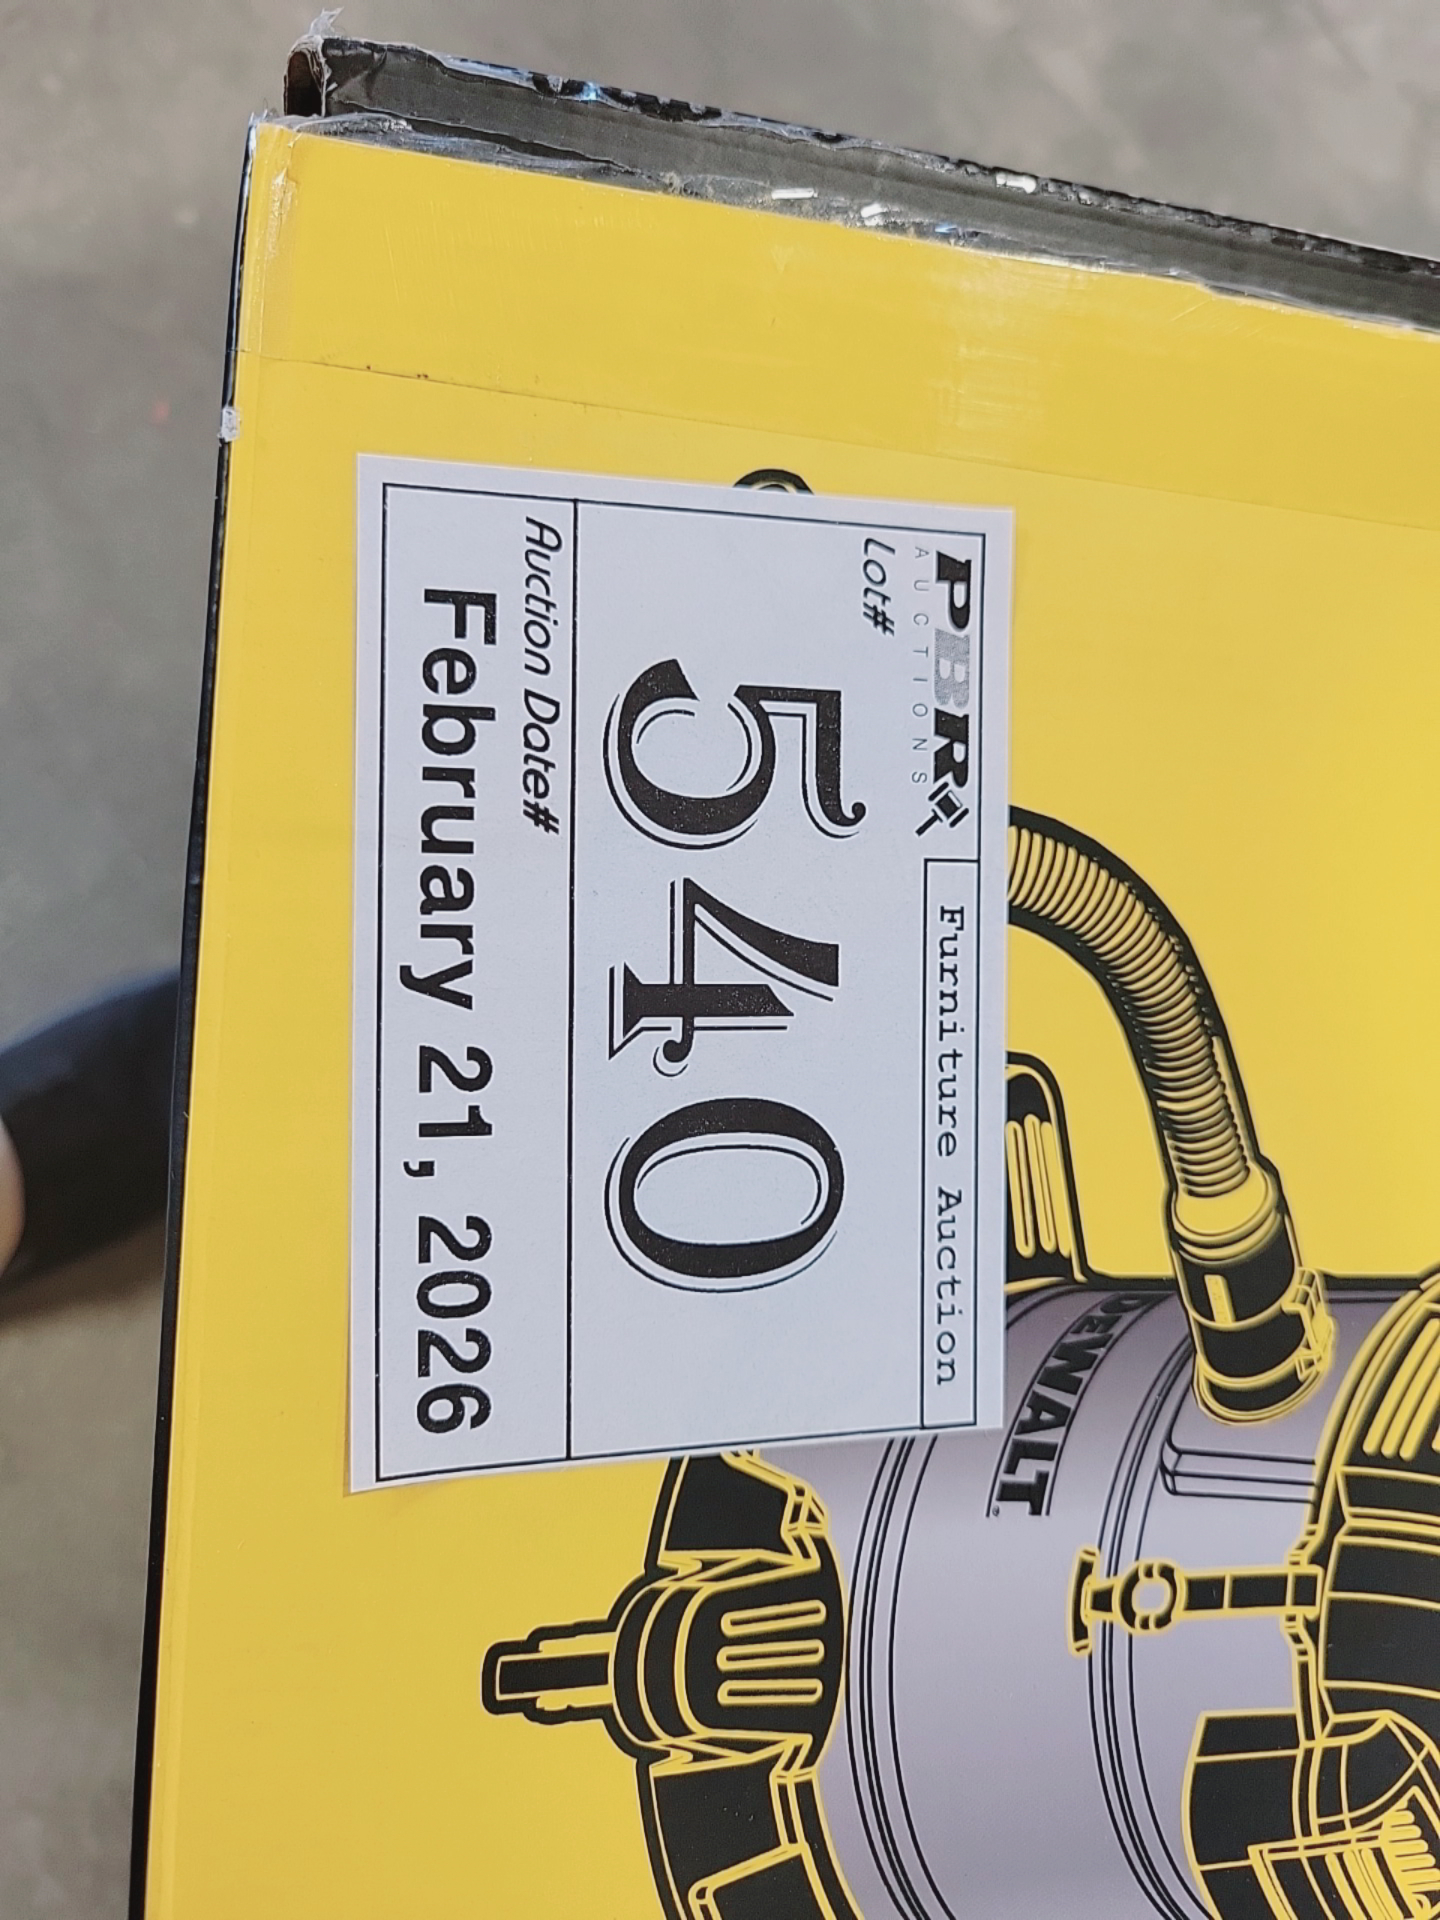 PBR
AUCTIONS
Furniture Auction
Lot#
540
Auction Date#
February 21, 2026
DEWALT®